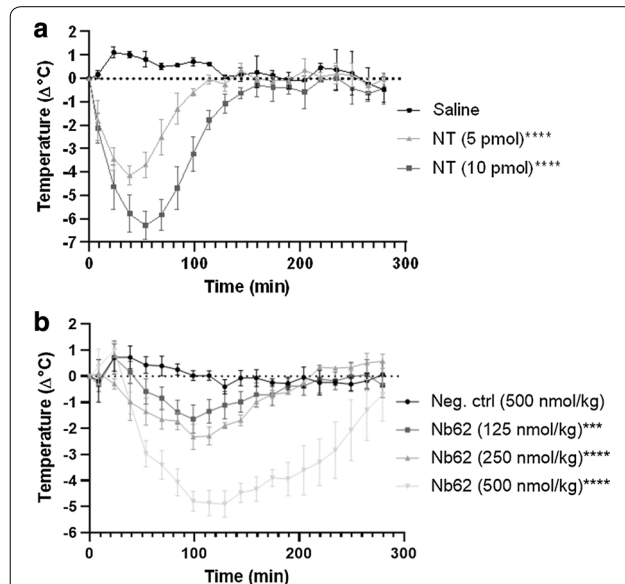 a
2
1
0
-1
-2
-3
-4
-5
-6
-7
Temperature (Δ°C)
0 100 200 300
Time (min)
Saline
NT (5 pmol)****
NT (10 pmol)****
b
2
1
0
-1
-2
-3
-4
-5
-6
Temperature (Δ°C)
0 100 200 300
Time (min)
Neg. ctrl (500 nmol/kg)
Nb62 (125 nmol/kg)***
Nb62 (250 nmol/kg)****
Nb62 (500 nmol/kg)****